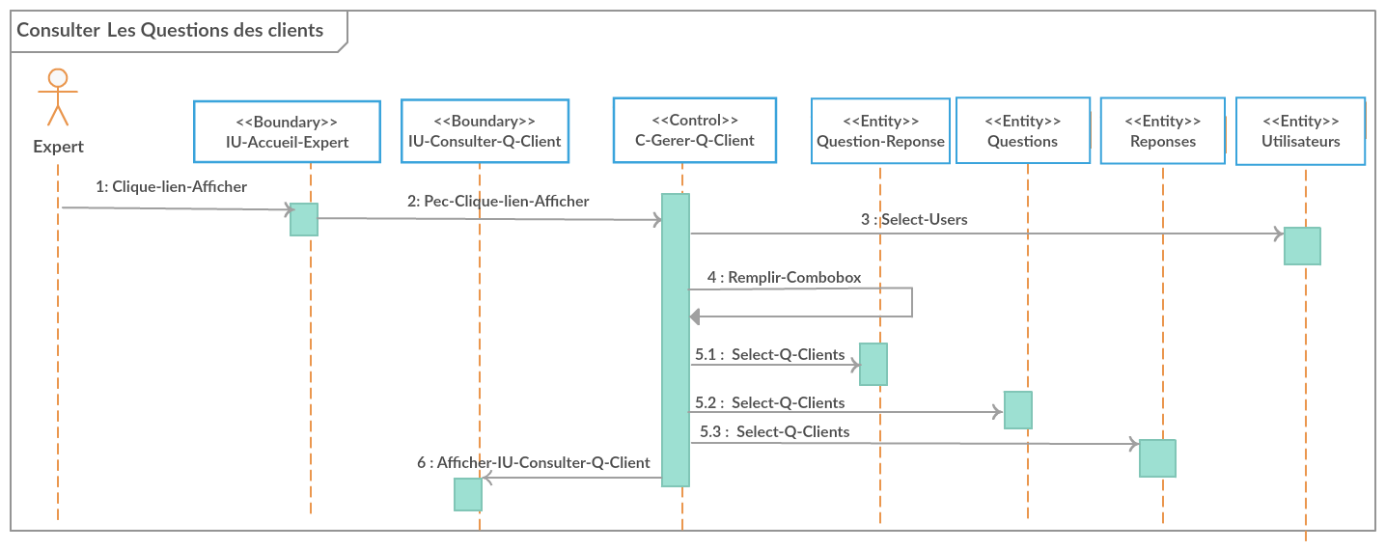 Consulter Les Questions des clients
Expert
<<Boundary>>
IU-Accueil-Expert
<<Boundary>>
IU-Consulter-Q-Client
<<Control>>
C-Gerer-Q-Client
<<Entity>>
Question-Reponse
<<Entity>>
Questions
<<Entity>>
Reponses
<<Entity>>
Utilisateurs
1: Clique-lien-Afficher
2: Pec-Clique-lien-Afficher
3 : Select-Users
4 : Remplir-Combobox
5.1 : Select-Q-Clients
5.2 : Select-Q-Clients
5.3 : Select-Q-Clients
6 : Afficher-IU-Consulter-Q-Client